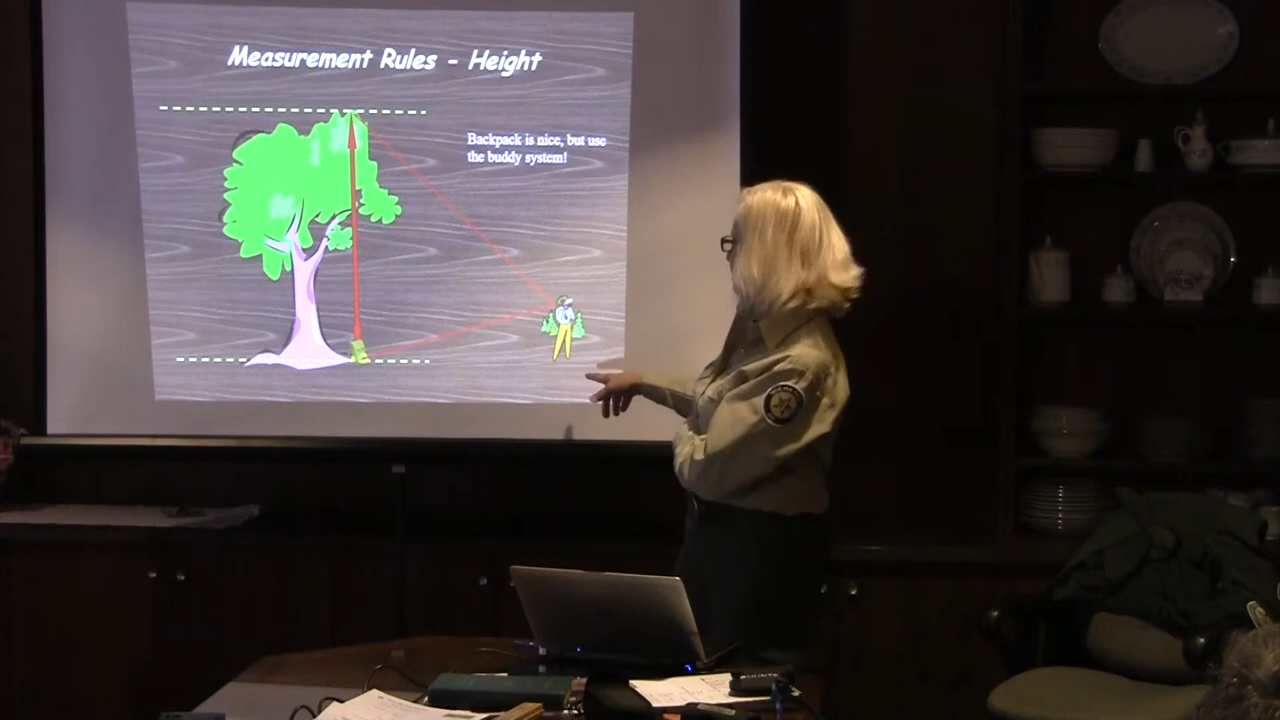 Measurement Rules - Height
Backpack is nice, but use
the buddy system!